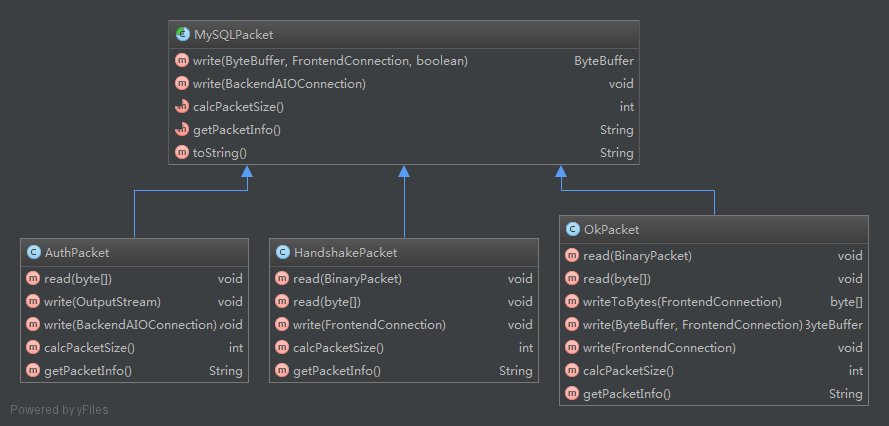 MySQLPacket
write(ByteBuffer, FrontendConnection, boolean) ByteBuffer
write(BackendAIOConnection) void
calcPacketSize() int
getPacketInfo() String
toString() String
AuthPacket
read(byte[]) void
write(OutputStream) void
write(BackendAIOConnection) void
calcPacketSize() int
getPacketInfo() String
HandshakePacket
read(BinaryPacket) void
read(byte[]) void
write(FrontendConnection) void
calcPacketSize() int
getPacketInfo() String
OkPacket
read(BinaryPacket) void
read(byte[]) void
writeToBytes(FrontendConnection) byte[]
write(ByteBuffer, FrontendConnection) ByteBuffer
write(FrontendConnection) void
calcPacketSize() int
getPacketInfo() String
Powered by yFiles